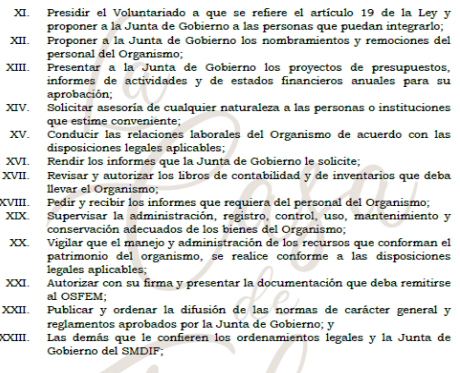 XI. Presidir el Voluntariado a que se refiere el artículo 19 de la Ley y
proponer a la Junta de Gobierno a las personas que puedan integrarlo;
XII. Proponer a la Junta de Gobierno los nombramientos y remociones del
personal del Organismo;
XIII. Presentar a la Junta de Gobierno los proyectos de presupuestos,
informes de actividades y de estados financieros anuales para su
aprobación;
XIV. Solicitar asesoría de cualquier naturaleza a las personas o instituciones
que estime conveniente;
XV. Conducir las relaciones laborales del Organismo de acuerdo con las
disposiciones legales aplicables;
XVI. Rendir los informes que la Junta de Gobierno le solicite;
XVII. Revisar y autorizar los libros de contabilidad y de inventarios que deba
llevar el Organismo;
XVIII. Pedir y recibir los informes que requiera del personal del Organismo;
XIX. Supervisar la administración, registro, control, uso, mantenimiento y
conservación adecuados de los bienes del Organismo;
XX. Vigilar que el manejo y administración de los recursos que conforman el
patrimonio del organismo, se realice conforme a las disposiciones
legales aplicables;
XXI. Autorizar con su firma y presentar la documentación que deba remitirse
al OSFEM;
XXII. Publicar y ordenar la difusión de las normas de carácter general y
reglamentos aprobados por la Junta de Gobierno; y
XXIII. Las demás que le confieren los ordenamientos legales y la Junta de
Gobierno del SMDIF;
La
Casa
de